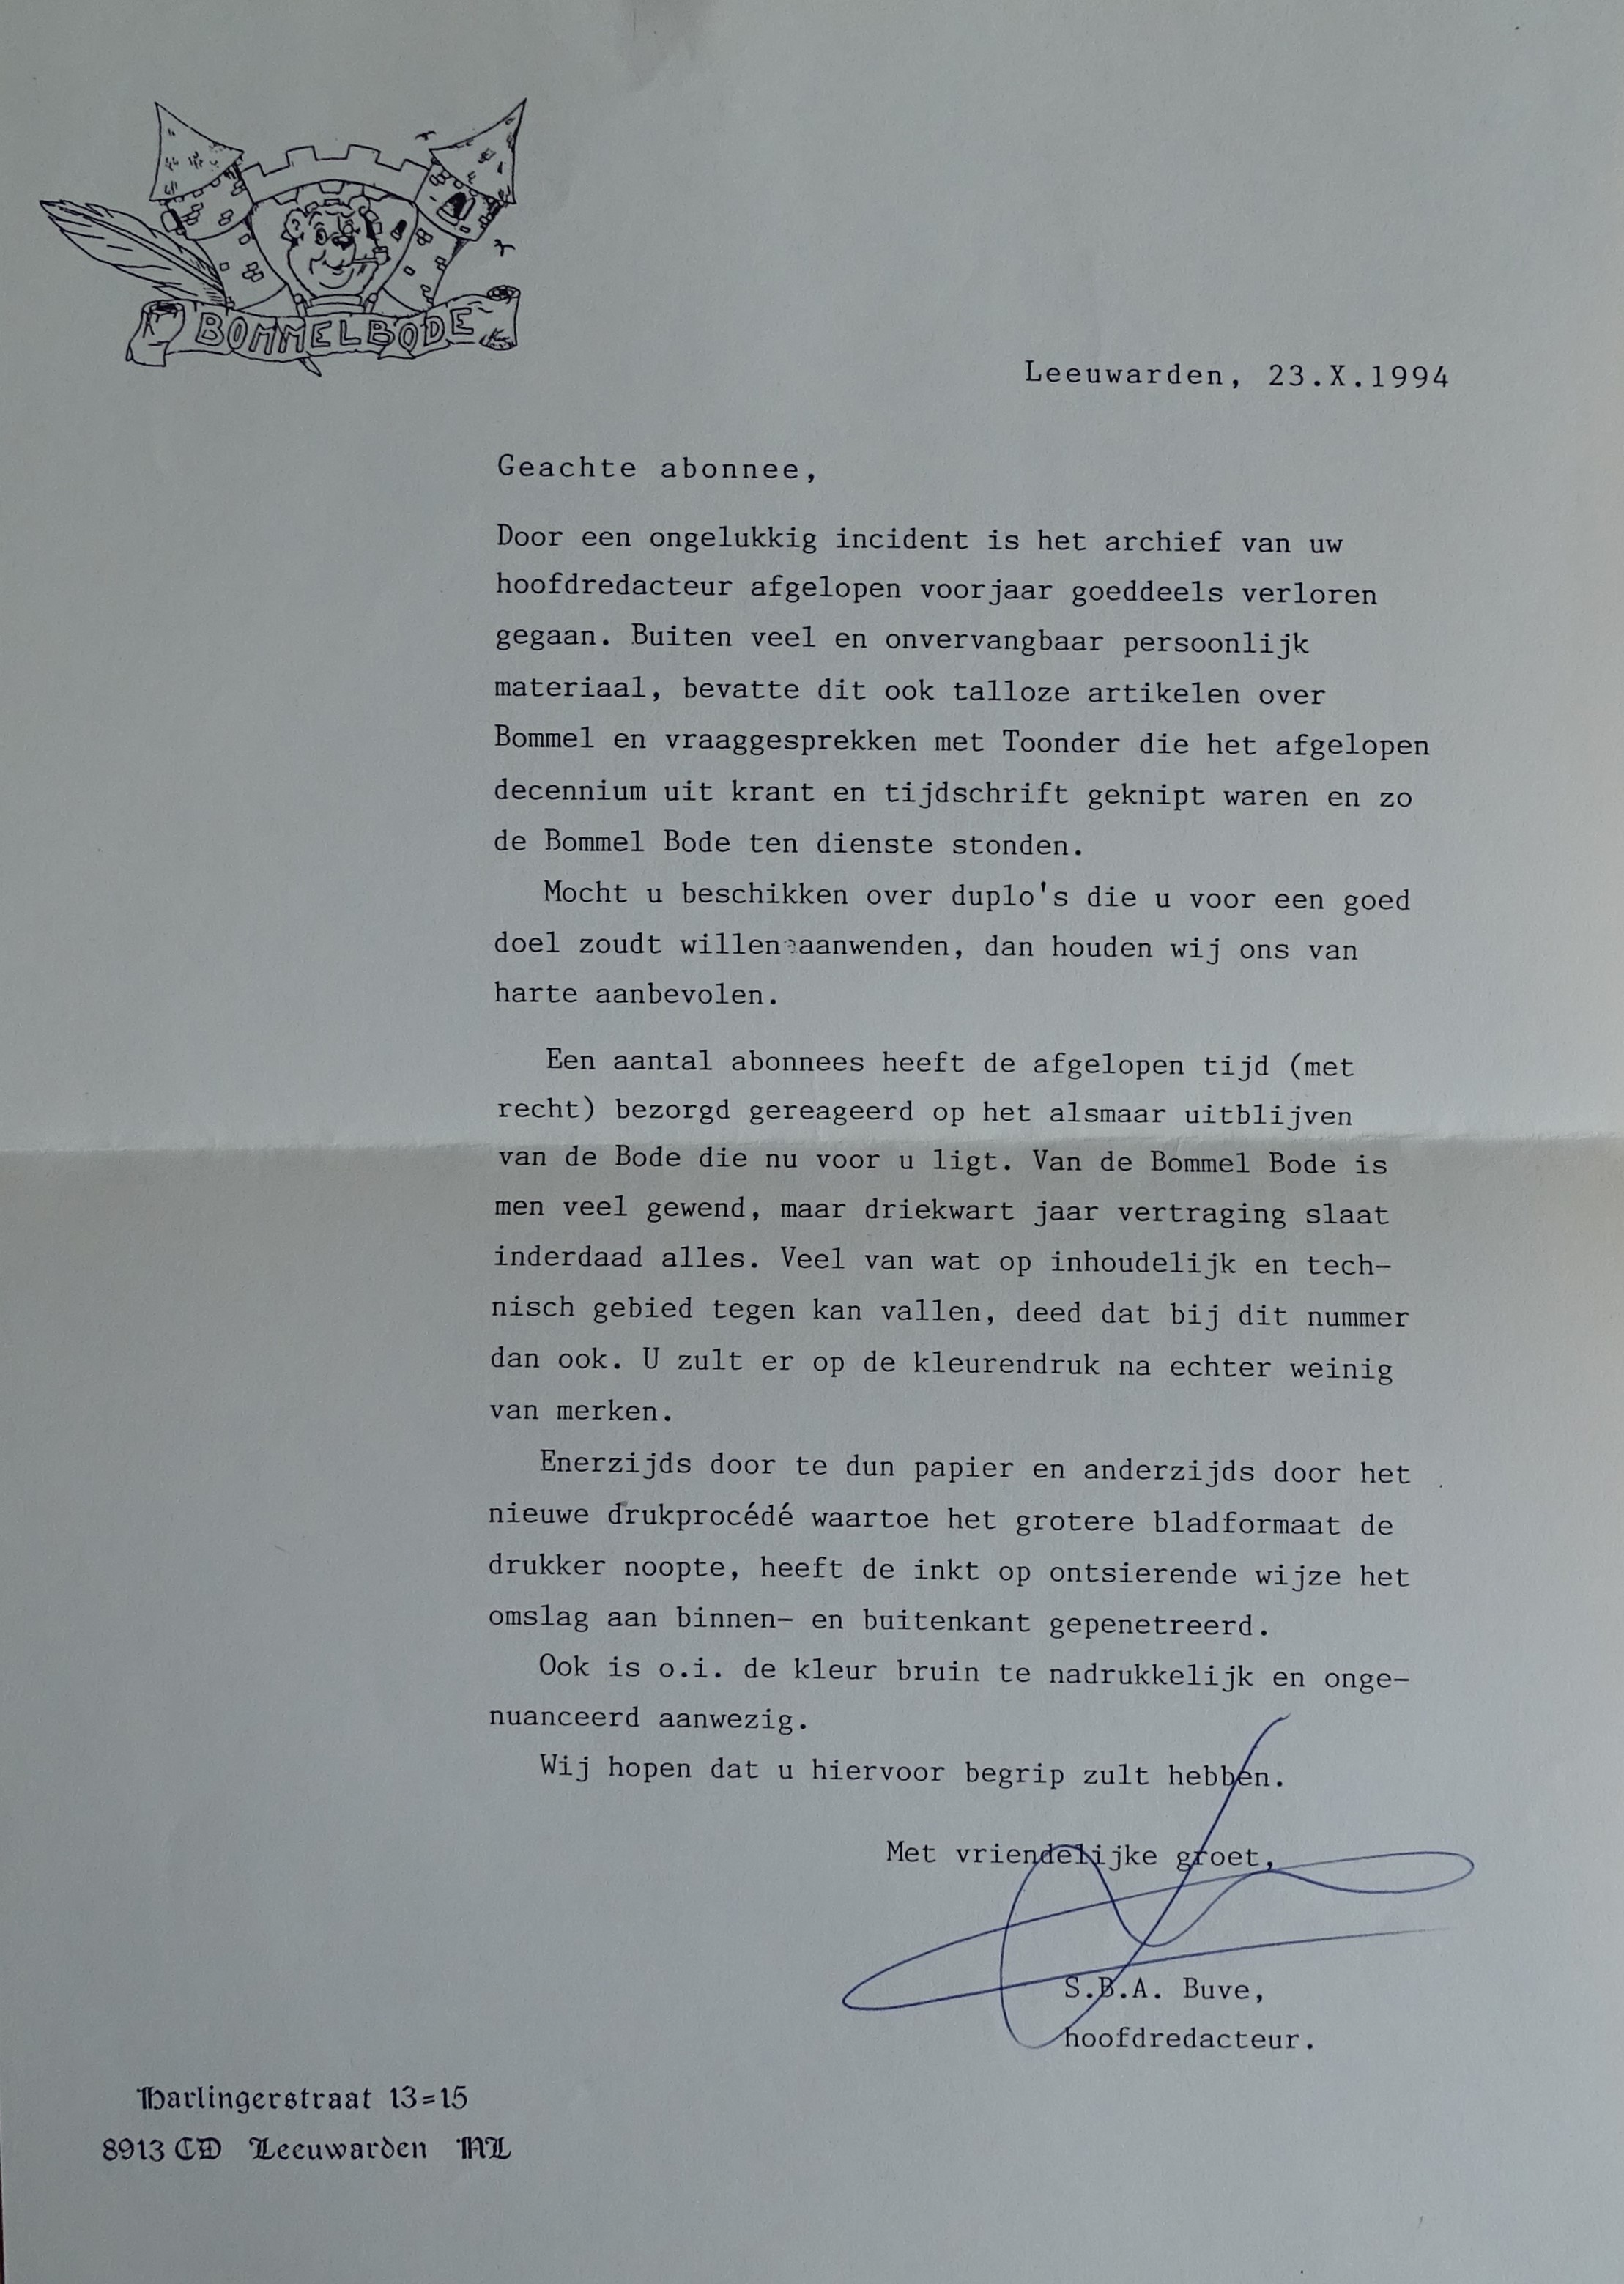 BOMMELBODE
Leeuwarden, 23.X.1994
Geachte abonnee,
Door een ongelukkig incident is het archief van uw
hoofdredacteur afgelopen voorjaar goeddeels verloren
gegaan. Buiten veel en onvervangbaar persoonlijk
materiaal, bevatte dit ook talloze artikelen over
Bommel en vraaggesprekken met Toonder die het afgelopen
decennium uit krant en tijdschrift geknipt waren en zo
de Bommel Bode ten dienste stonden.
Mocht u beschikken over duplo's die u voor een goed
doel zoudt willen aanwenden, dan houden wij ons van
harte aanbevolen.
Een aantal abonnees heeft de afgelopen tijd (met
recht) bezorgd gereageerd op het alsmaar uitblijven
van de Bode die nu voor u ligt. Van de Bommel Bode is
men veel gewend, maar driekwart jaar vertraging slaat
inderdaad alles. Veel van wat op inhoudelijk en tech-
nisch gebied tegen kan vallen, deed dat bij dit nummer
dan ook. U zult er op de kleurendruk na echter weinig
van merken.
Enerzijds door te dun papier en anderzijds door het
nieuwe drukprocédé waartoe het grotere bladformaat de
drukker noopte, heeft de inkt op ontsierende wijze het
omslag aan binnen- en buitenkant gepenetreerd.
Ook is o.i. de kleur bruin te nadrukkelijk en onge-
nuanceerd aanwezig.
Wij hopen dat u hiervoor begrip zult hebben.
Met vriendelijke groet,
S.B.A. Buve,
hoofdredacteur.
Harlingerstraat 13=15
8913 CD Leeuwarden NL